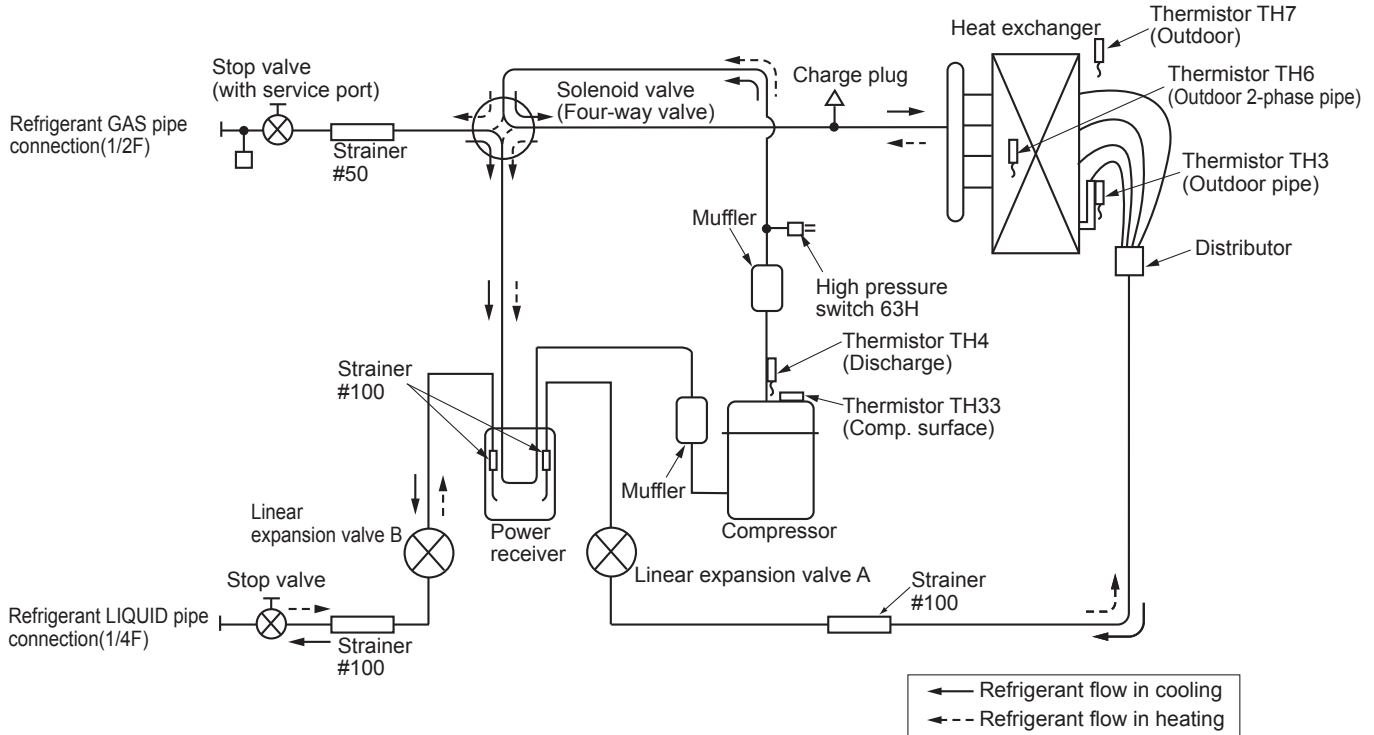 Heat exchanger
Thermistor TH7
(Outdoor)
Stop valve
(with service port)
Solenoid valve
(Four-way valve)
Charge plug
Thermistor TH6
(Outdoor 2-phase pipe)
Refrigerant GAS pipe
connection(1/2F)
Strainer
#50
Thermistor TH3
(Outdoor pipe)
Muffler
Distributor
High pressure
switch 63H
Thermistor TH4
(Discharge)
Strainer
#100
Thermistor TH33
(Comp. surface)
Muffler
Linear
expansion valve B
Power
receiver
Compressor
Linear expansion valve A
Stop valve
Strainer
#100
Refrigerant LIQUID pipe
connection(1/4F)
Strainer
#100
Refrigerant flow in cooling
Refrigerant flow in heating